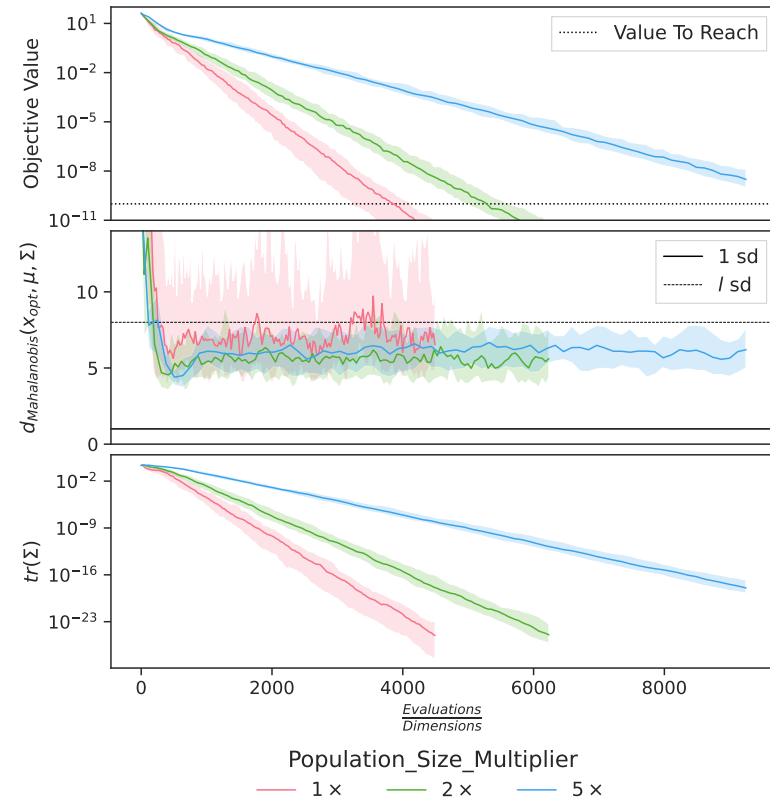 10^1
10^-2
10^-5
10^-8
10^-11
Objective Value
Value To Reach
10
5
0
d_Mahalanobis(x_opt, μ, Σ)
1 sd
l sd
10^-2
10^-9
10^-16
10^-23
tr(Σ)
0 2000 4000 6000 8000
Evaluations
Dimensions
Population_Size_Multiplier
1 × 2 × 5 ×